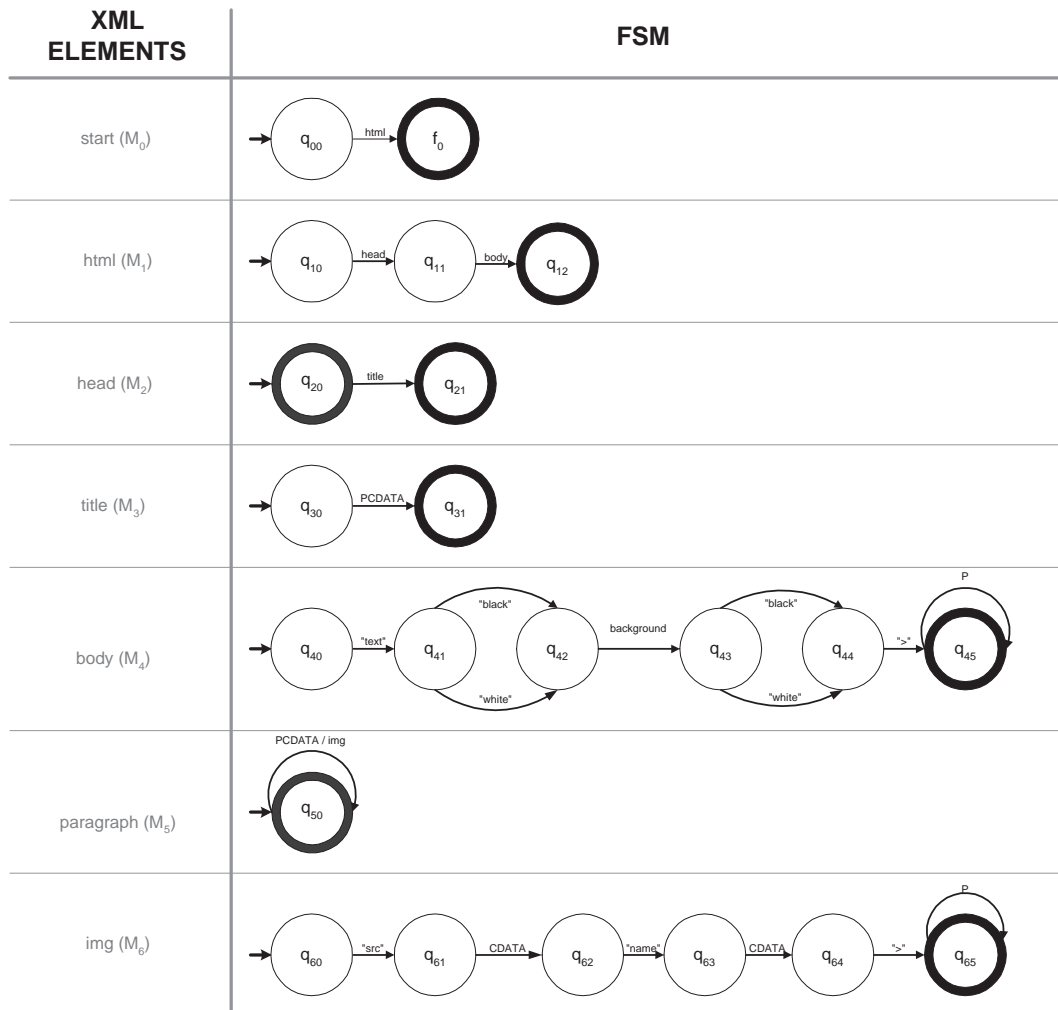 XML
ELEMENTS
FSM
start (M0)
q00
html
f0
html (M1)
q10
head
q11
body
q12
head (M2)
q20
title
q21
title (M3)
q30
PCDATA
q31
body (M4)
q40
"text"
q41
"black"
"white"
q42
background
q43
"black"
"white"
q44
">"
P
q45
paragraph (M5)
PCDATA / img
q50
img (M6)
q60
"src"
q61
CDATA
q62
"name"
q63
CDATA
q64
">"
P
q65